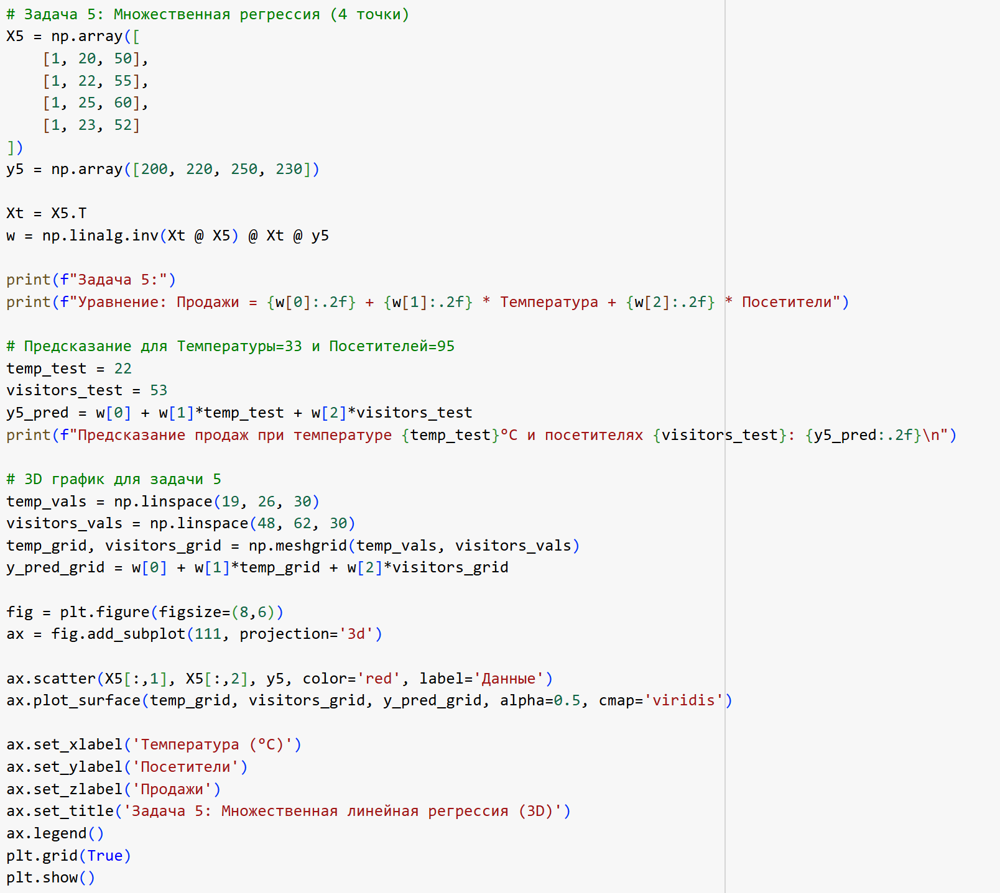 # Задача 5: Множественная регрессия (4 точки)
X5 = np.array([
    [1, 20, 50],
    [1, 22, 55],
    [1, 25, 60],
    [1, 23, 52]
])
y5 = np.array([200, 220, 250, 230])

Xt = X5.T
w = np.linalg.inv(Xt @ X5) @ Xt @ y5

print(f"Задача 5:")
print(f"Уравнение: Продажи = {w[0]:.2f} + {w[1]:.2f} * Температура + {w[2]:.2f} * Посетители")

# Предсказание для Температуры=33 и Посетителей=95
temp_test = 22
visitors_test = 53
y5_pred = w[0] + w[1]*temp_test + w[2]*visitors_test
print(f"Предсказание продаж при температуре {temp_test}°C и посетителях {visitors_test}: {y5_pred:.2f}\n")

# 3D график для задачи 5
temp_vals = np.linspace(19, 26, 30)
visitors_vals = np.linspace(48, 62, 30)
temp_grid, visitors_grid = np.meshgrid(temp_vals, visitors_vals)
y_pred_grid = w[0] + w[1]*temp_grid + w[2]*visitors_grid

fig = plt.figure(figsize=(8,6))
ax = fig.add_subplot(111, projection='3d')

ax.scatter(X5[:,1], X5[:,2], y5, color='red', label='Данные')
ax.plot_surface(temp_grid, visitors_grid, y_pred_grid, alpha=0.5, cmap='viridis')

ax.set_xlabel('Температура (°C)')
ax.set_ylabel('Посетители')
ax.set_zlabel('Продажи')
ax.set_title('Задача 5: Множественная линейная регрессия (3D)')
ax.legend()
plt.grid(True)
plt.show()